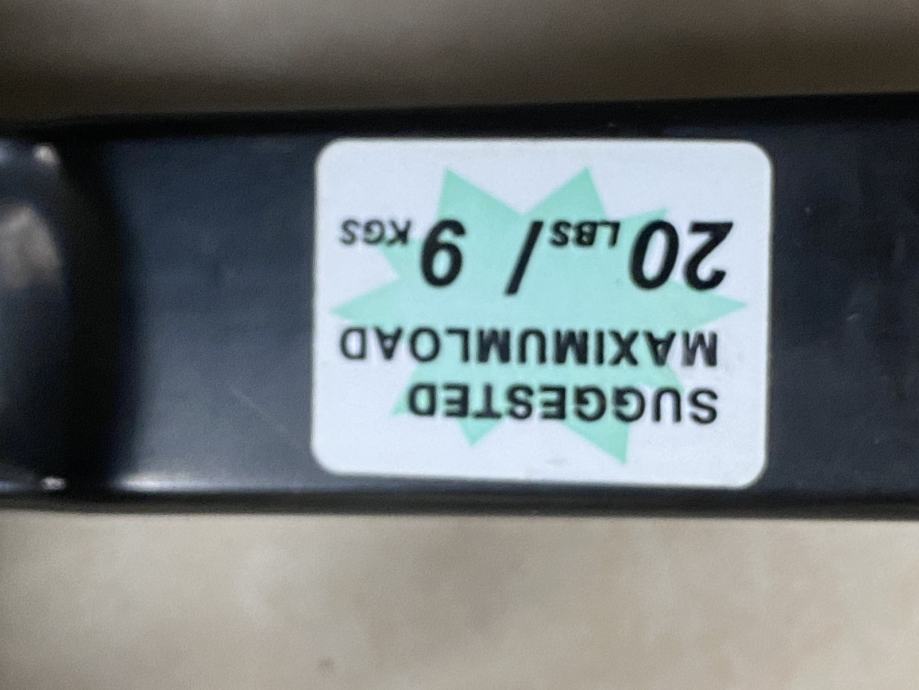 SUGGESTED
MAXIMUMLOAD
20 LBS / 9 KGS